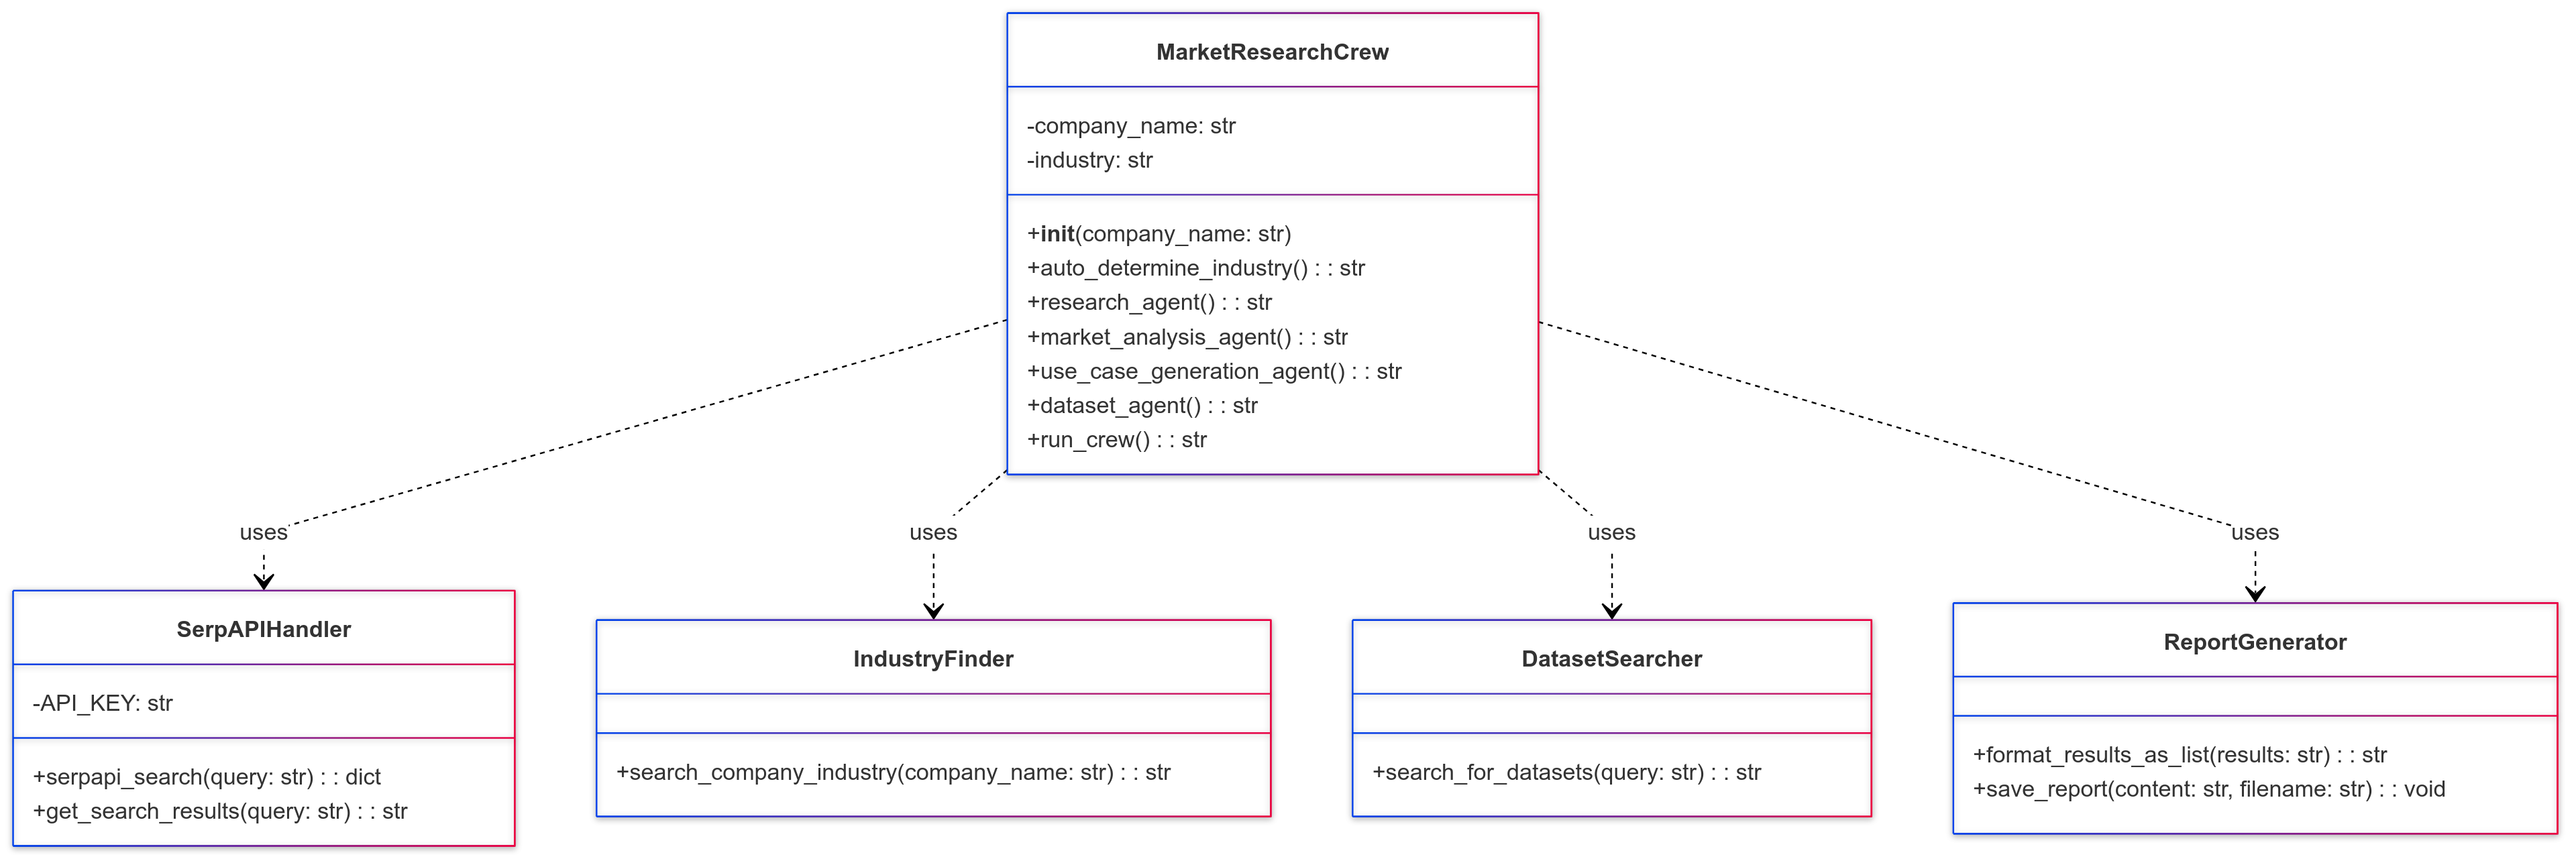 MarketResearchCrew
-company_name: str
-industry: str
+init(company_name: str)
+auto_determine_industry() : : str
+research_agent() : : str
+market_analysis_agent() : : str
+use_case_generation_agent() : : str
+dataset_agent() : : str
+run_crew() : : str
uses
uses
uses
uses
SerpAPIHandler
-API_KEY: str
+serpapi_search(query: str) : : dict
+get_search_results(query: str) : : str
IndustryFinder
+search_company_industry(company_name: str) : : str
DatasetSearcher
+search_for_datasets(query: str) : : str
ReportGenerator
+format_results_as_list(results: str) : : str
+save_report(content: str, filename: str) : : void